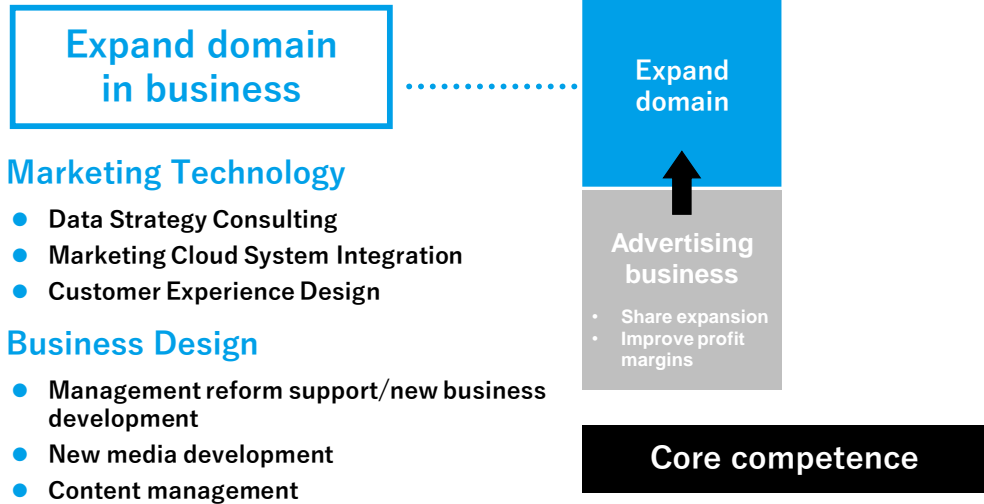 Expand domain
in business
Marketing Technology
● Data Strategy Consulting
● Marketing Cloud System Integration
● Customer Experience Design
Business Design
● Management reform support/new business
development
● New media development
● Content management
Expand
domain
Advertising
business
• Share expansion
• Improve profit
margins
Core competence